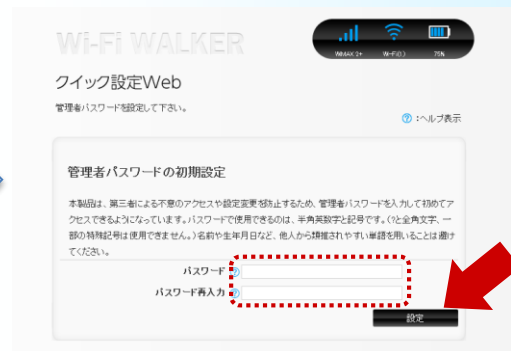 Wi-Fi WALKER
WiMAX 2+ Wi-Fi(L) 75%
クイック設定Web
管理者パスワードを設定して下さい。
:ヘルプ表示
管理者パスワードの初期設定
本製品は、第三者による不意のアクセスや設定変更を防止するため、管理者パスワードを入力して初めてア
クセスできるようになっています。パスワードで使用できるのは、半角英数字と記号です。(?と全角文字、一
部の特殊記号は使用できません。)名前や生年月日など、他人から類推されやすい単語を用いることは避け
てください。
パスワード ?
パスワード再入力 ?
設定